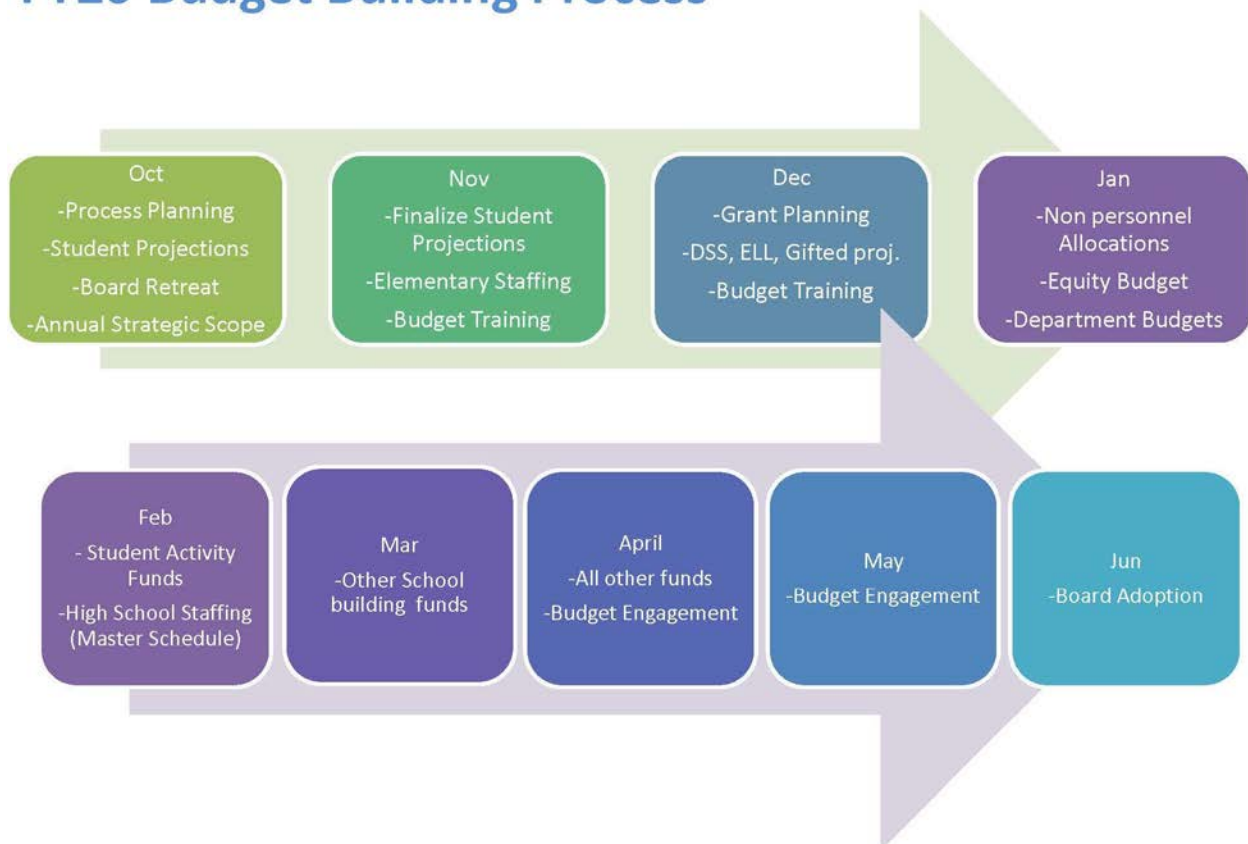 FY20 Budget Building Process
Oct
-Process Planning
-Student Projections
-Board Retreat
-Annual Strategic Scope
Nov
-Finalize Student
Projections
-Elementary Staffing
-Budget Training
Dec
-Grant Planning
-DSS, ELL, Gifted proj.
-Budget Training
Jan
-Non personnel
Allocations
-Equity Budget
-Department Budgets
Feb
- Student Activity
Funds
-High School Staffing
(Master Schedule)
Mar
-Other School
building funds
April
-All other funds
-Budget Engagement
May
-Budget Engagement
Jun
-Board Adoption